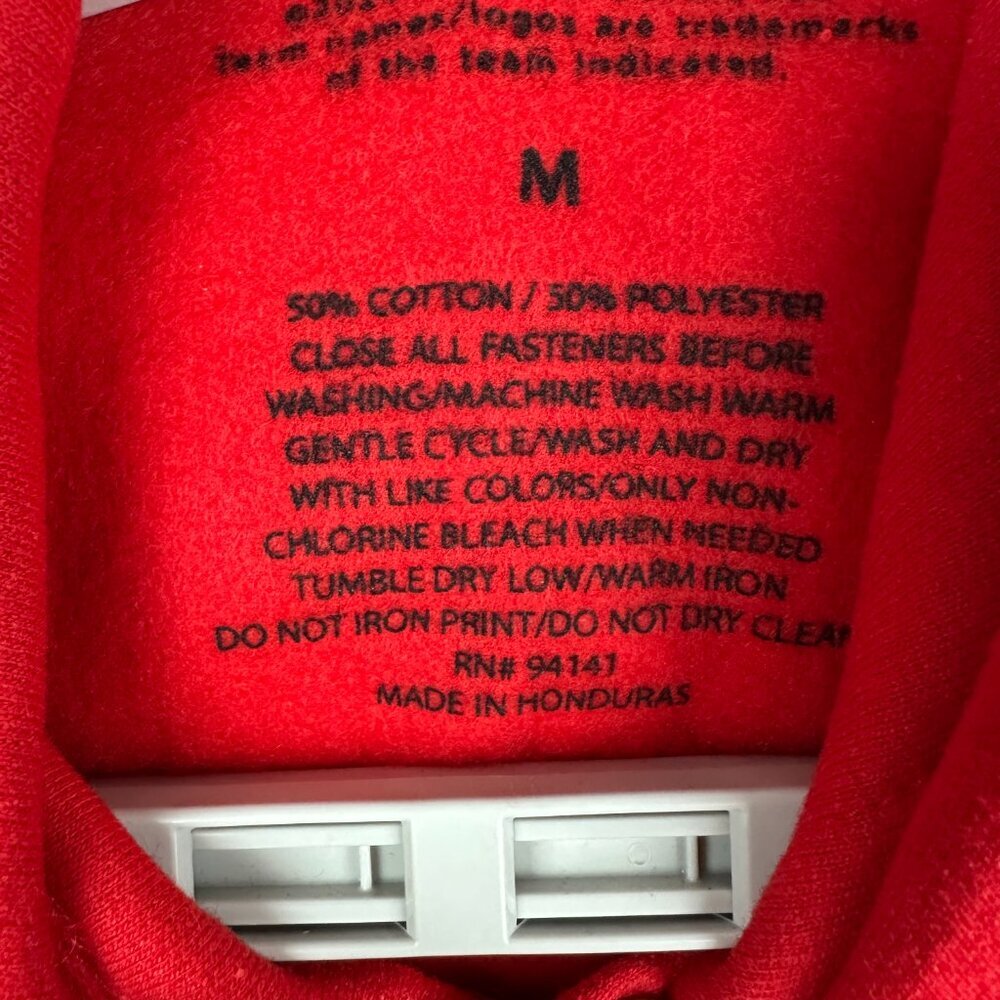 Team names/logos are trademarks
of the team indicated.
M
50% COTTON / 50% POLYESTER
CLOSE ALL FASTENERS BEFORE
WASHING/MACHINE WASH WARM
GENTLE CYCLE/WASH AND DRY
WITH LIKE COLORS/ONLY NON-
CHLORINE BLEACH WHEN NEEDED
TUMBLE DRY LOW/WARM IRON
DO NOT IRON PRINT/DO NOT DRY CLEAN
RN# 94141
MADE IN HONDURAS